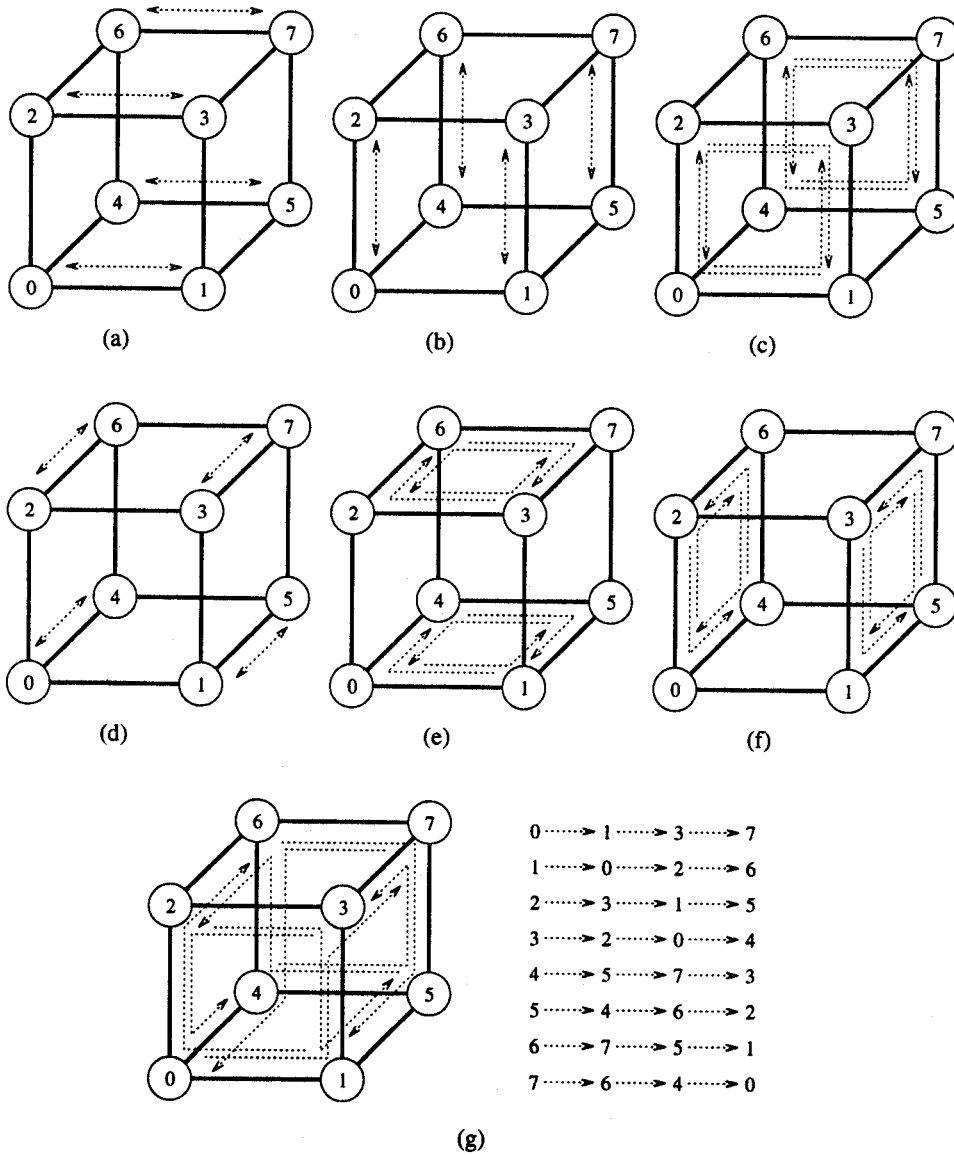 6 7 6 7 6 7
2 3 2 3 2 3
4 5 4 5 4 5
0 1 0 1 0 1
(a) (b) (c)
6 7 6 7 6 7
2 3 2 3 2 3
4 5 4 5 4 5
0 1 0 1 0 1
(d) (e) (f)
6 7
2 3
4 5
0 1
0 1 3 7
1 0 2 6
2 3 1 5
3 2 0 4
4 5 7 3
5 4 6 2
6 7 5 1
7 6 4 0
(g)